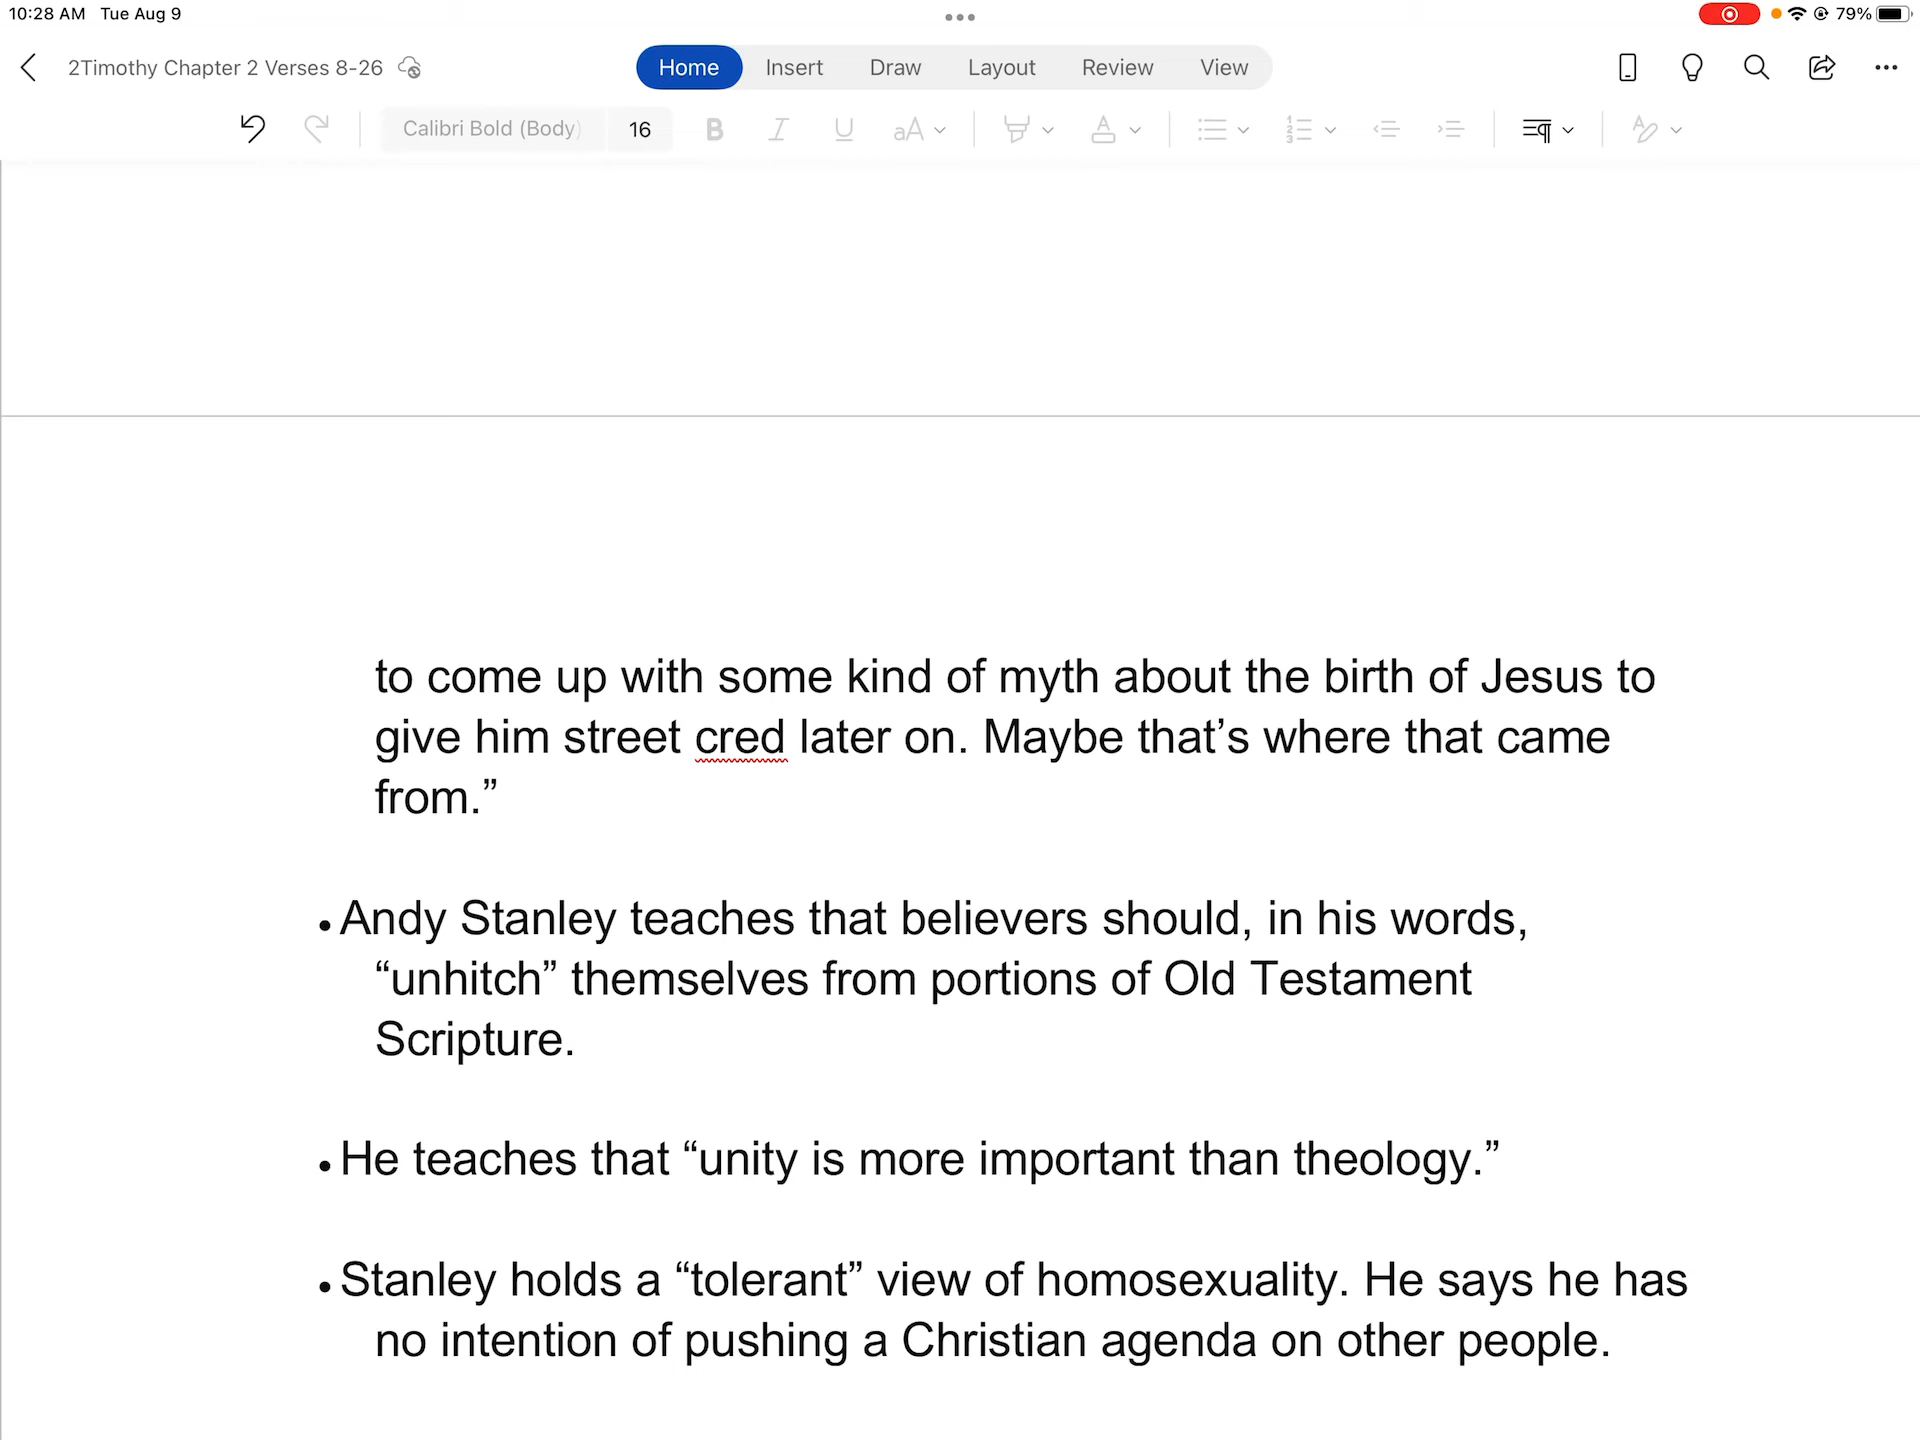 10:28 AM Tue Aug 9
79%
2Timothy Chapter 2 Verses 8-26
Home Insert Draw Layout Review View
Calibri Bold (Body) 16 B I U aA A
to come up with some kind of myth about the birth of Jesus to
give him street cred later on. Maybe that’s where that came
from.”
• Andy Stanley teaches that believers should, in his words,
“unhitch” themselves from portions of Old Testament
Scripture.
• He teaches that “unity is more important than theology.”
• Stanley holds a “tolerant” view of homosexuality. He says he has
no intention of pushing a Christian agenda on other people.